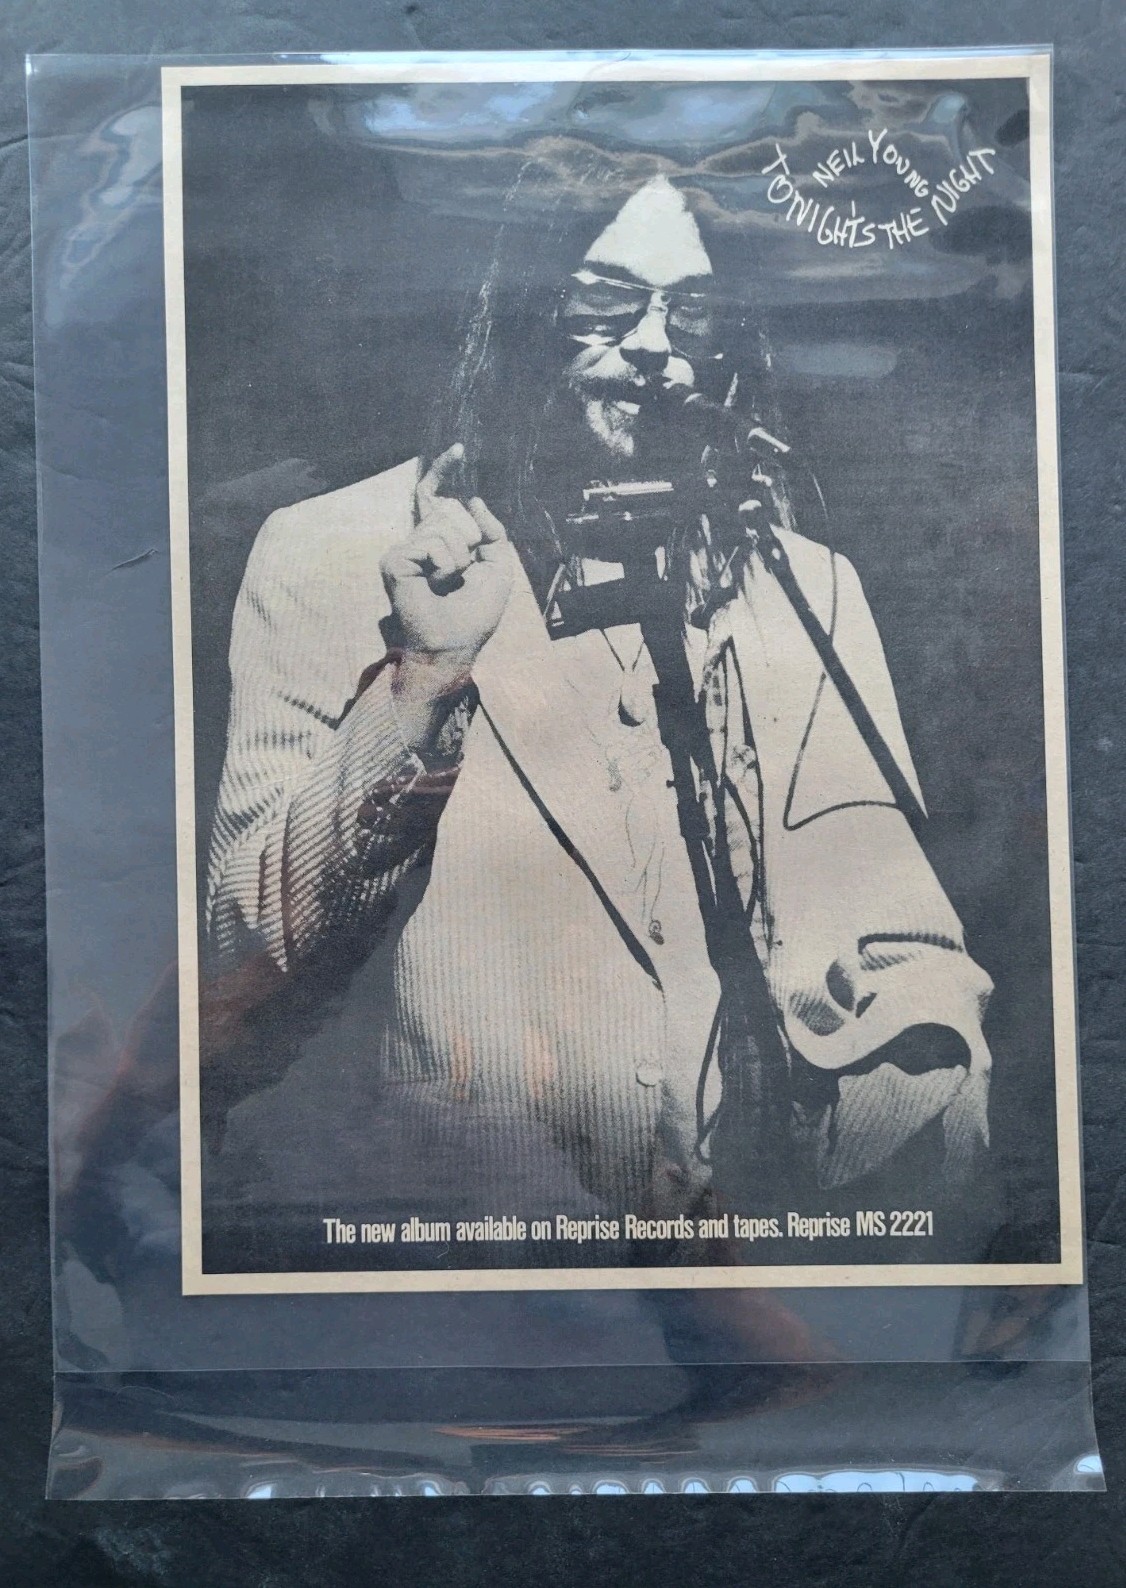 NEIL YOUNG
TONIGHT'S THE NIGHT
The new album available on Reprise Records and tapes. Reprise MS 2221